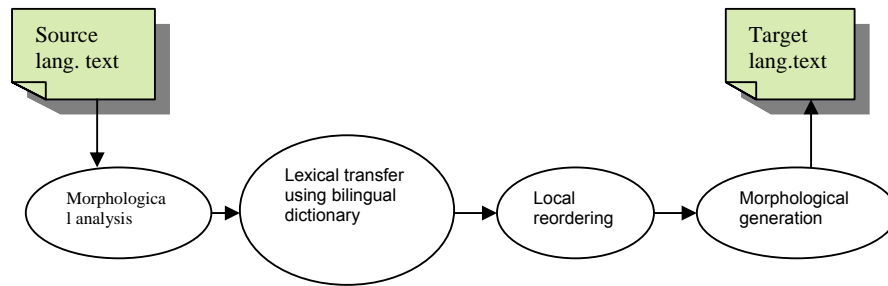 Source
lang. text
Target
lang.text
Morphologica
l analysis
Lexical transfer
using bilingual
dictionary
Local
reordering
Morphological
generation